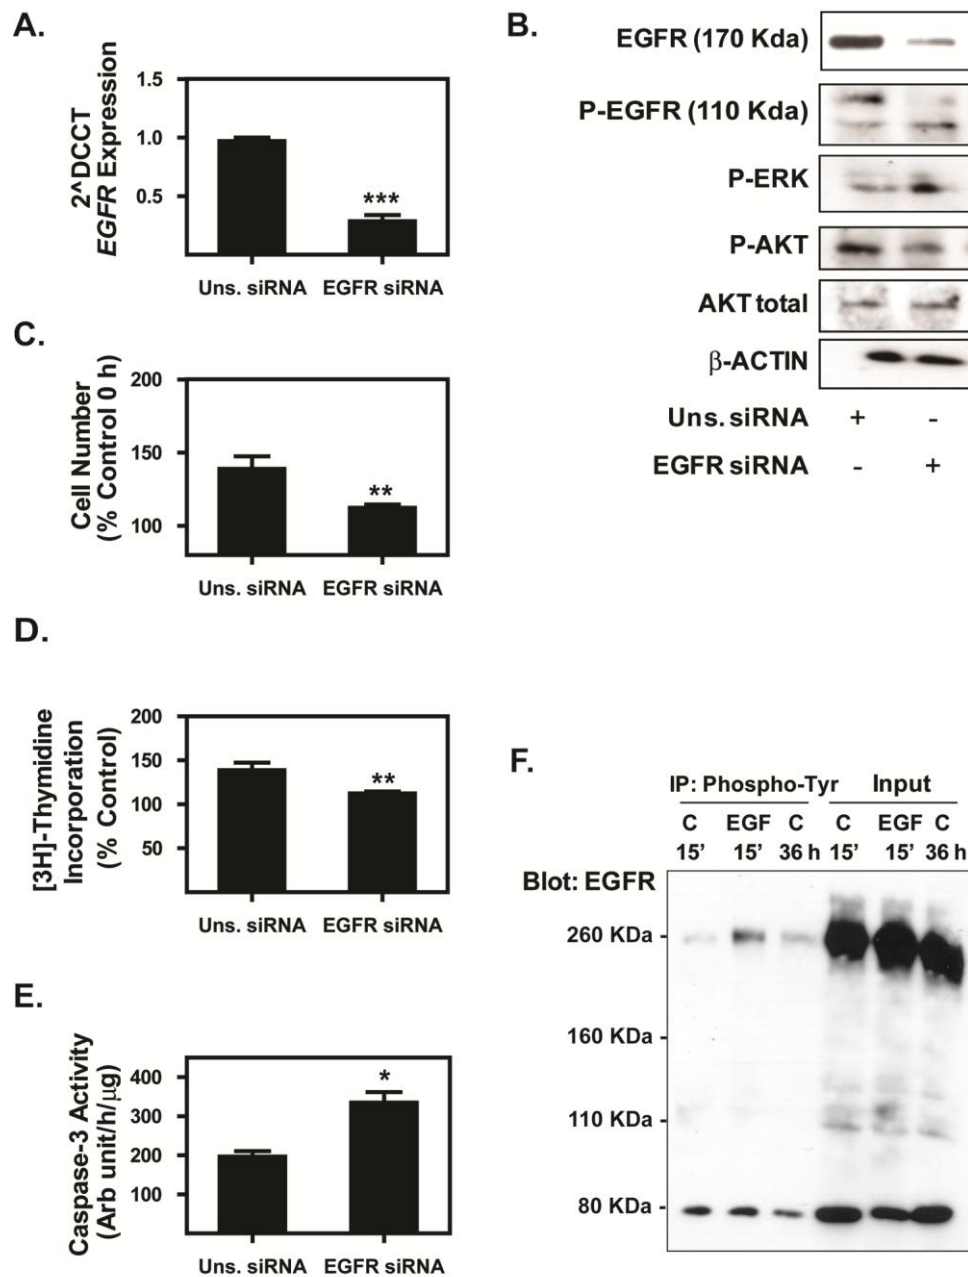 A.
2^DCCT
EGFR Expression
1.5
1.0
0.5
***
Uns. siRNA EGFR siRNA
B.
EGFR (170 Kda)
P-EGFR (110 Kda)
P-ERK
P-AKT
AKT total
β-ACTIN
Uns. siRNA + -
EGFR siRNA - +
C.
Cell Number
(% Control 0 h)
200
150
100
**
Uns. siRNA EGFR siRNA
D.
[3H]-Thymidine
Incorporation
(% Control)
200
150
100
50
**
Uns. siRNA EGFR siRNA
E.
Caspase-3 Activity
(Arb unit/h/μg)
400
300
200
100
*
Uns. siRNA EGFR siRNA
F.
IP: Phospho-Tyr Input
C EGF C C EGF C
15' 15' 36 h 15' 15' 36 h
Blot: EGFR
260 KDa -
160 KDa -
110 KDa -
80 KDa -